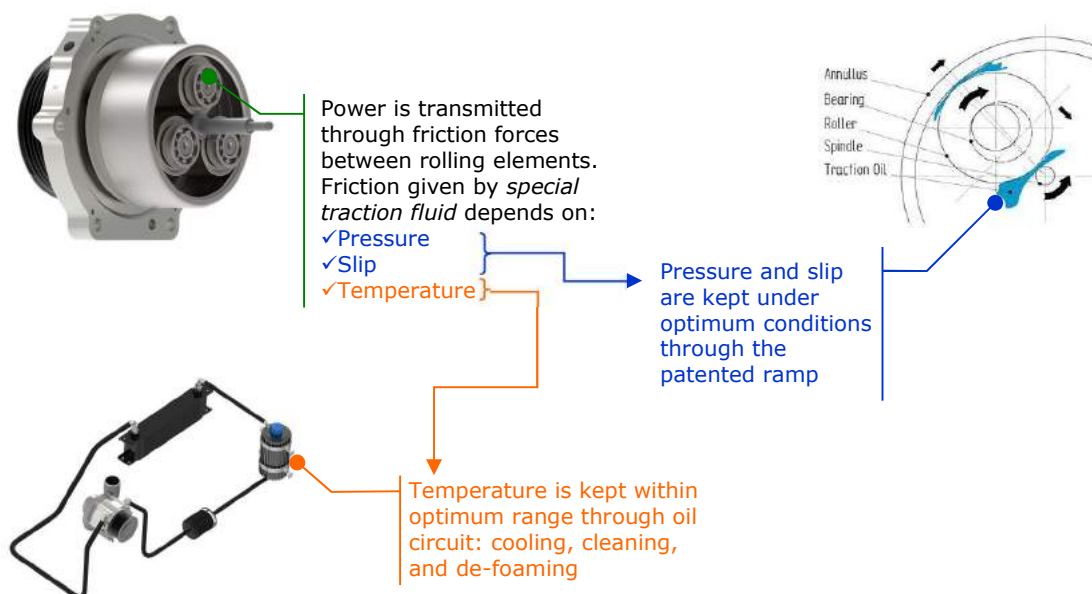 Power is transmitted
through friction forces
between rolling elements.
Friction given by special
traction fluid depends on:
✓Pressure
✓Slip
✓Temperature
Annullus
Bearing
Roller
Spindle
Traction Oil
Pressure and slip
are kept under
optimum conditions
through the
patented ramp
Temperature is kept within
optimum range through oil
circuit: cooling, cleaning,
and de-foaming